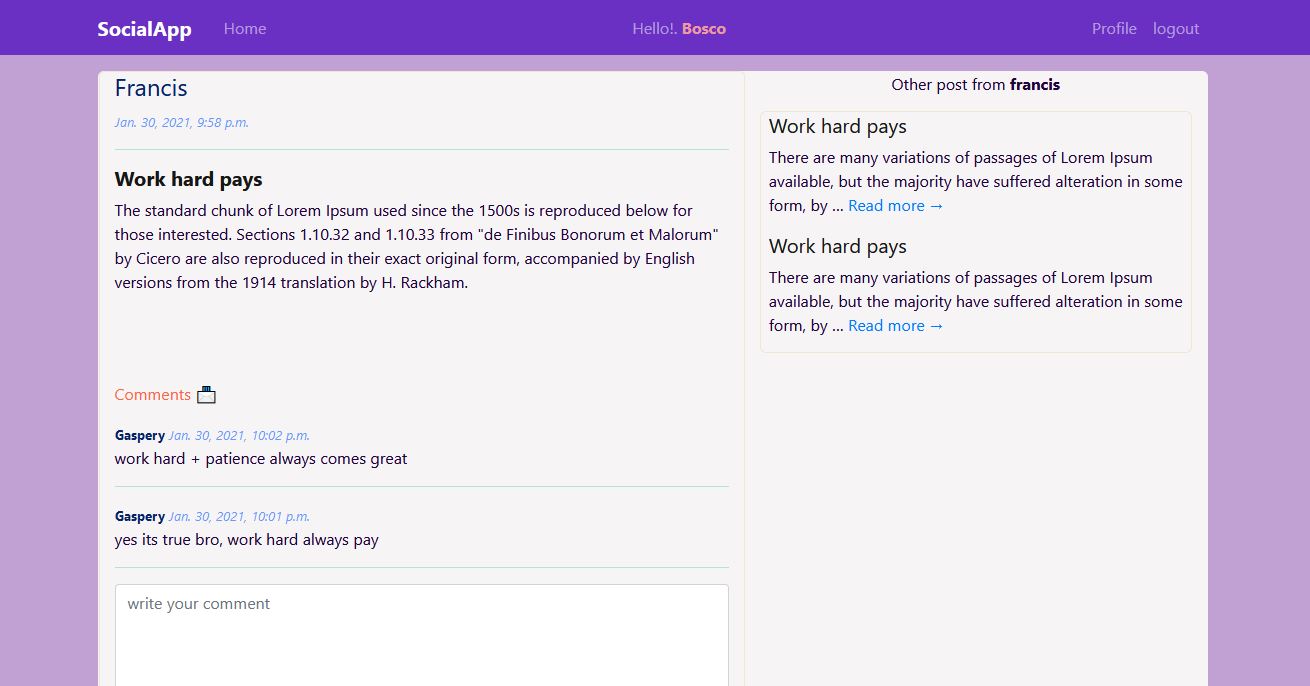 SocialApp Home Hello!. Bosco Profile logout
Francis
Jan. 30, 2021, 9:58 p.m.
Work hard pays
The standard chunk of Lorem Ipsum used since the 1500s is reproduced below for
those interested. Sections 1.10.32 and 1.10.33 from "de Finibus Bonorum et Malorum"
by Cicero are also reproduced in their exact original form, accompanied by English
versions from the 1914 translation by H. Rackham.
Comments
Gaspery Jan. 30, 2021, 10:02 p.m.
work hard + patience always comes great
Gaspery Jan. 30, 2021, 10:01 p.m.
yes its true bro, work hard always pay
write your comment
Other post from francis
Work hard pays
There are many variations of passages of Lorem Ipsum
available, but the majority have suffered alteration in some
form, by ... Read more →
Work hard pays
There are many variations of passages of Lorem Ipsum
available, but the majority have suffered alteration in some
form, by ... Read more →